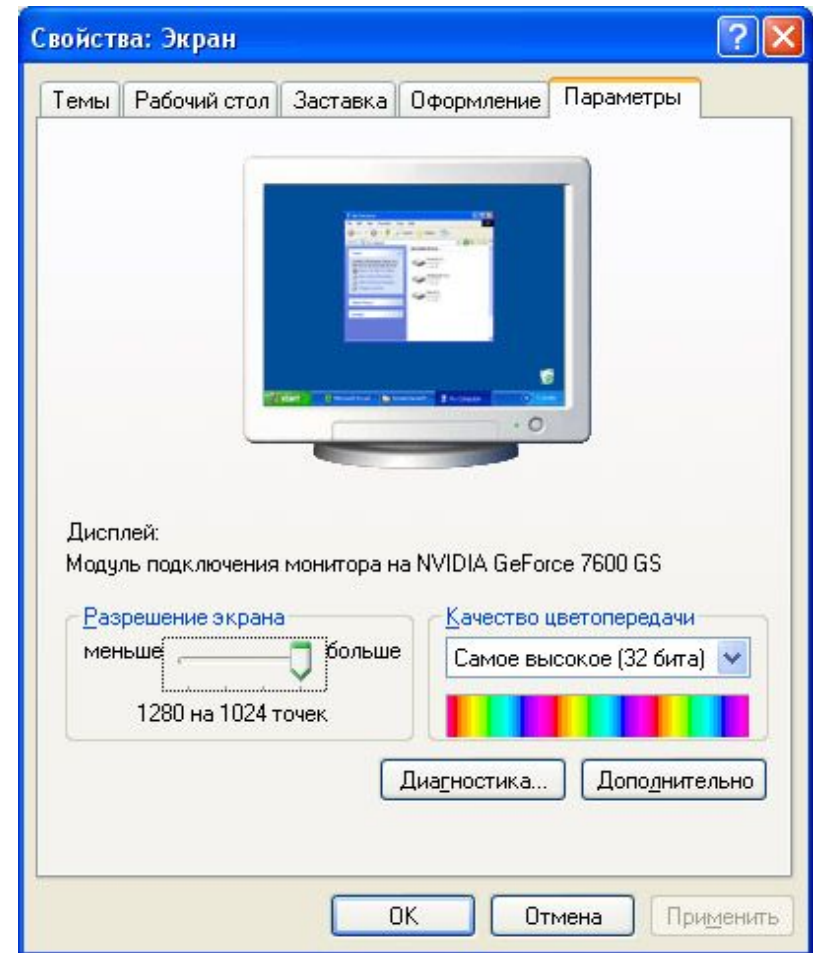 Свойства: Экран
Темы Рабочий стол Заставка Оформление Параметры
start
Дисплей:
Модуль подключения монитора на NVIDIA GeForce 7600 GS
Разрешение экрана
меньше больше
1280 на 1024 точек
Качество цветопередачи
Самое высокое (32 бита)
Диагностика... Дополнительно
OK Отмена Применить